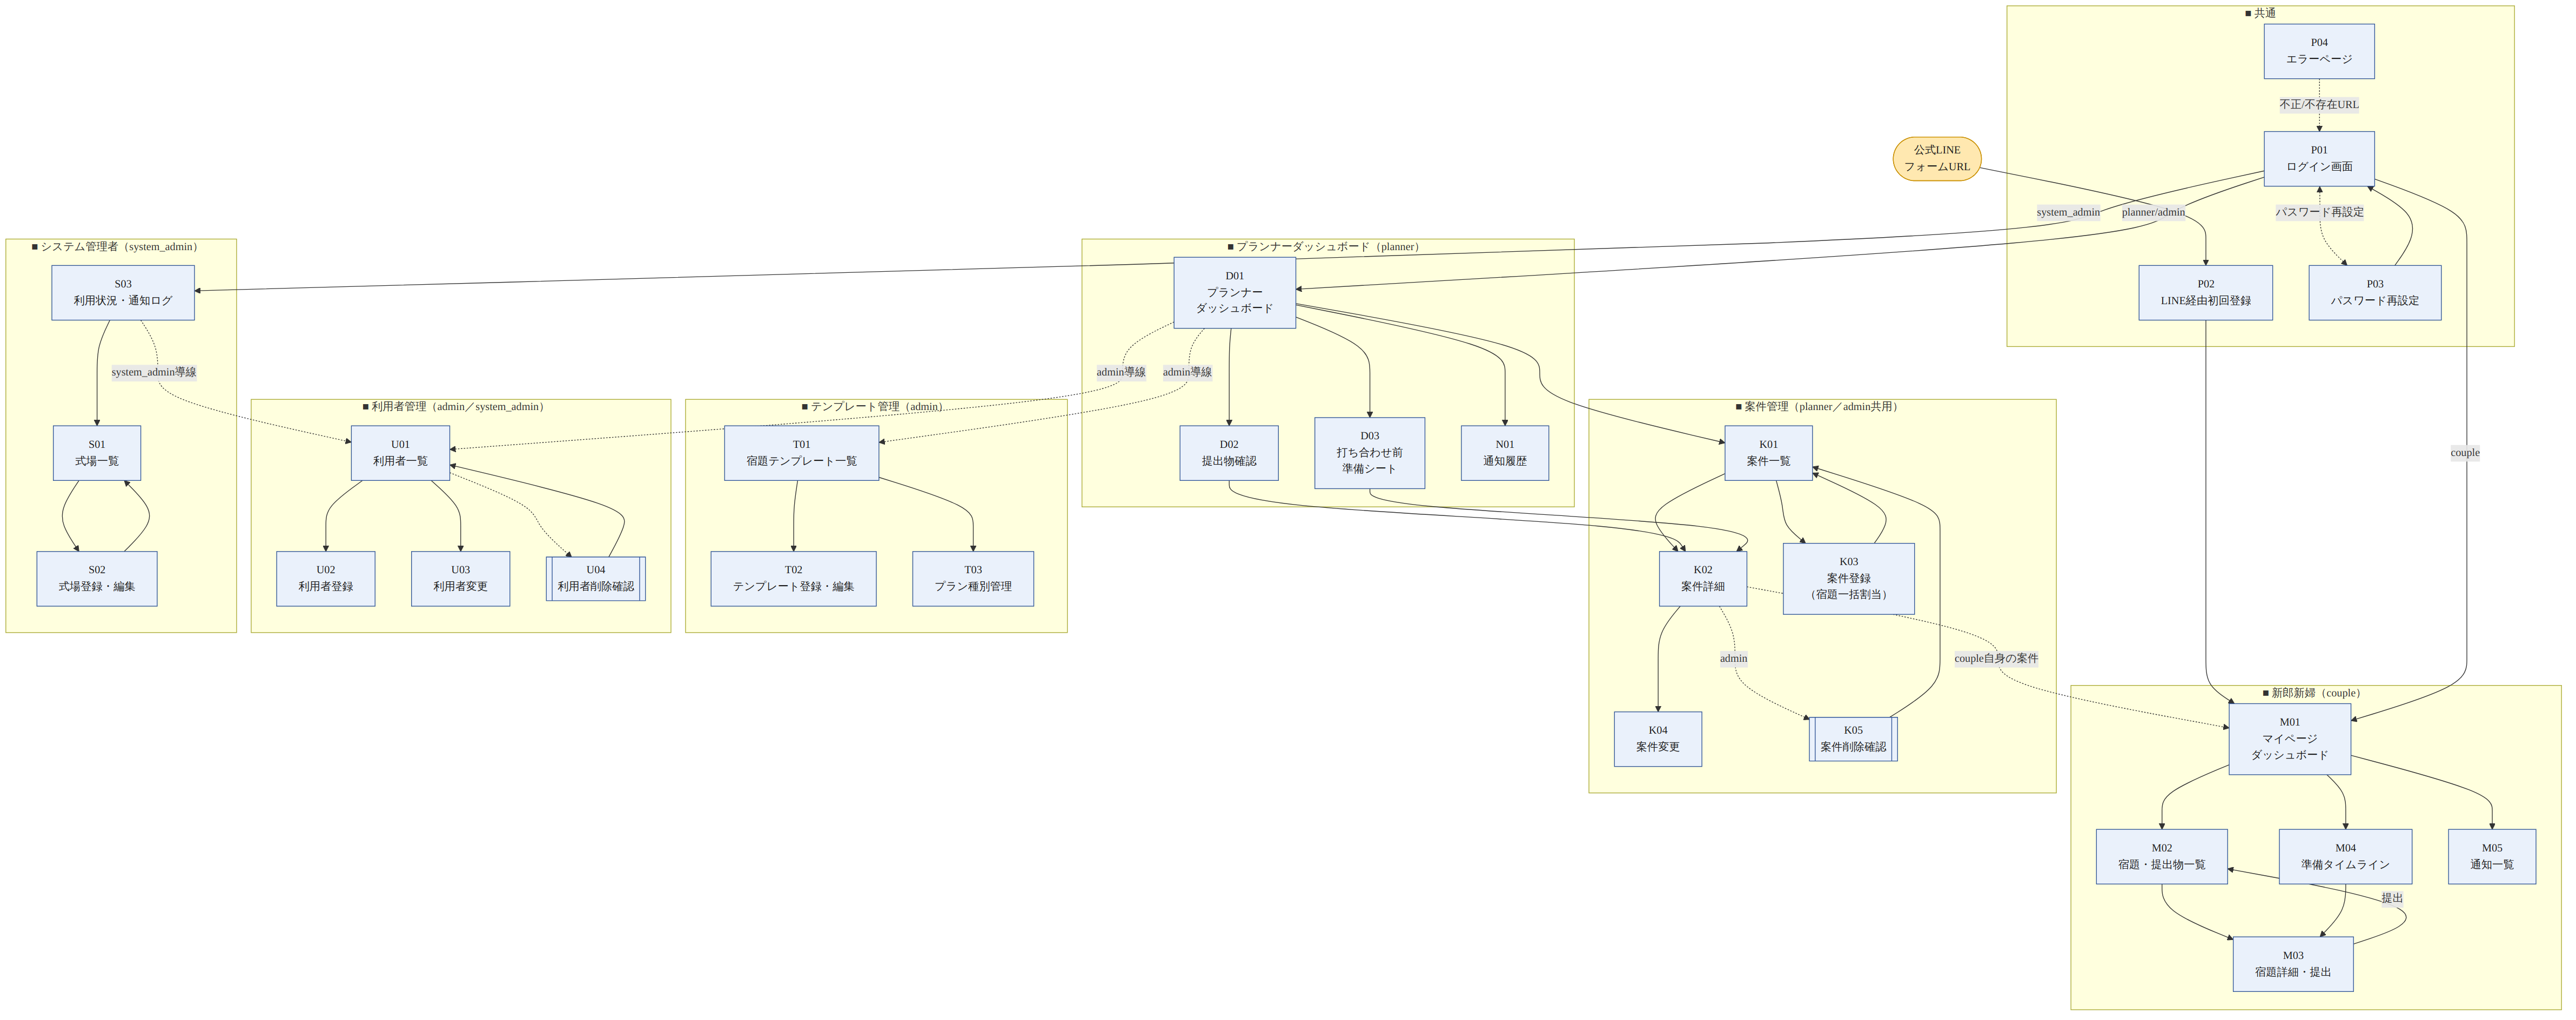 ■ 共通
P04
エラーページ
不正/不存在URL
公式LINE
フォームURL
P01
ログイン画面
system_admin
planner/admin
パスワード再設定
P02
LINE経由初回登録
P03
パスワード再設定
couple
■ システム管理者（system_admin）
S03
利用状況・通知ログ
system_admin導線
S01
式場一覧
S02
式場登録・編集
■ プランナーダッシュボード（planner）
D01
プランナー
ダッシュボード
admin導線
admin導線
D02
提出物確認
D03
打ち合わせ前
準備シート
N01
通知履歴
■ 利用者管理（admin／system_admin）
U01
利用者一覧
U02
利用者登録
U03
利用者変更
U04
利用者削除確認
■ テンプレート管理（admin）
T01
宿題テンプレート一覧
T02
テンプレート登録・編集
T03
プラン種別管理
■ 案件管理（planner／admin共用）
K01
案件一覧
K02
案件詳細
K03
案件登録
（宿題一括割当）
admin
couple自身の案件
K04
案件変更
K05
案件削除確認
■ 新郎新婦（couple）
M01
マイページ
ダッシュボード
M02
宿題・提出物一覧
M04
準備タイムライン
M05
通知一覧
提出
M03
宿題詳細・提出